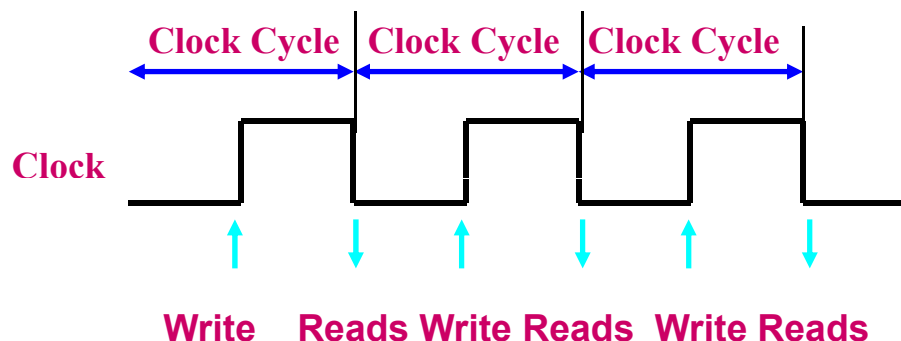 Clock Cycle Clock Cycle Clock Cycle
Clock
Write Reads Write Reads Write Reads